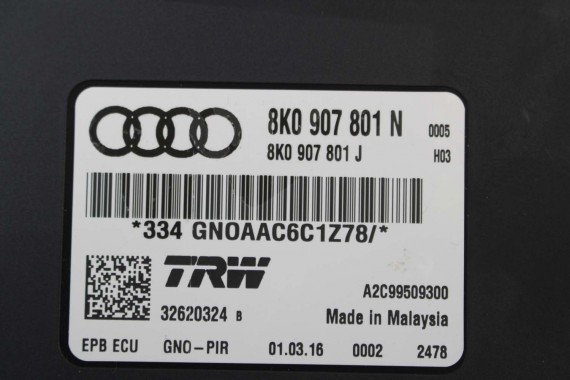 8K0 907 801 N 0005
8K0 907 801 J H03
*334 GNOAAC6C1Z78/*
TRW
A2C99509300
32620324 B Made in Malaysia
EPB ECU GNO-PIR 01.03.16 0002 2478